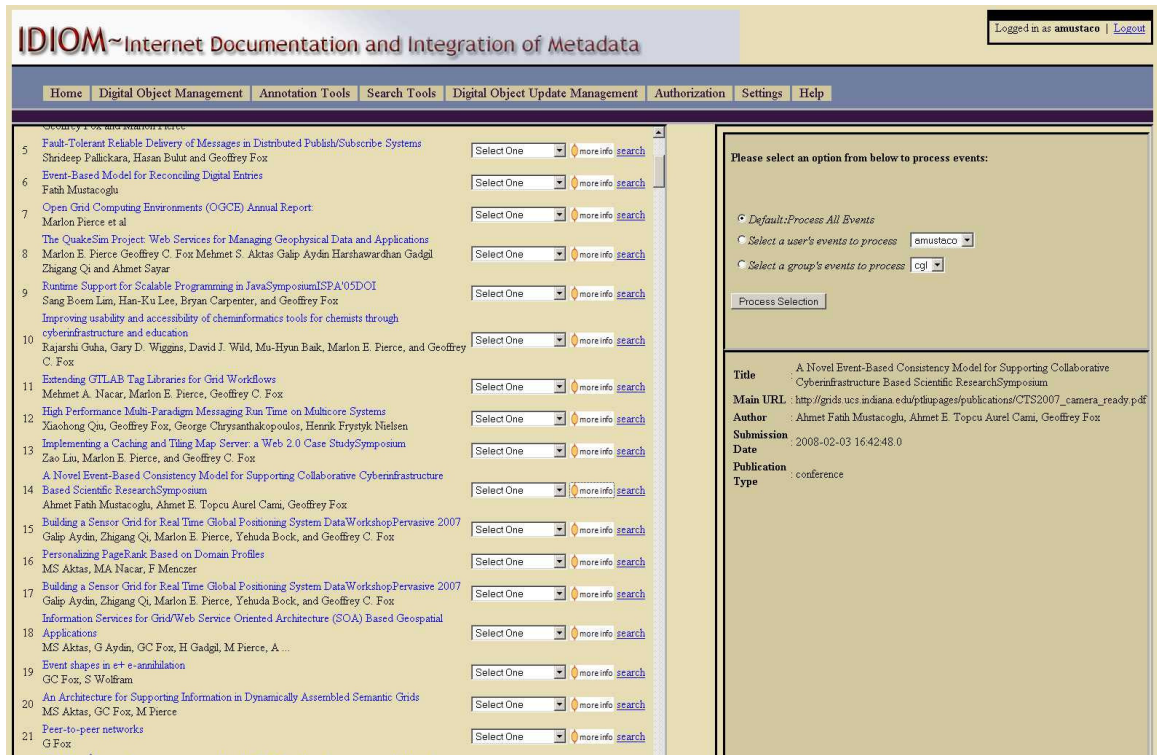 IDIOM~Internet Documentation and Integration of Metadata
Logged in as amustaco | Logout
Home Digital Object Management Annotation Tools Search Tools Digital Object Update Management Authorization Settings Help
Geoffrey Fox and Marlon Pierce
5 Fault-Tolerant Reliable Delivery of Messages in Distributed Publish/Subscribe Systems
Shrideep Pallickara, Hasan Bulut and Geoffrey Fox
Select One more info search
6 Event-Based Model for Reconciling Digital Entries
Fatih Mustacoglu
Select One more info search
7 Open Grid Computing Environments (OGCE) Annual Report:
Marlon Pierce et al
Select One more info search
8 The QuakeSim Project: Web Services for Managing Geophysical Data and Applications
Marlon E. Pierce Geoffrey C. Fox Mehmet S. Aktas Galip Aydin Harshawardhan Gadgil
Zhigang Qi and Ahmet Sayar
Select One more info search
9 Runtime Support for Scalable Programming in JavaSymposiumISPA'05DOI
Sang Boem Lim, Han-Ku Lee, Bryan Carpenter, and Geoffrey Fox
Select One more info search
10 Improving usability and accessibility of cheminformatics tools for chemists through
cyberinfrastructure and education
Rajarshi Guha, Gary D. Wiggins, David J. Wild, Mu-Hyun Baik, Marlon E. Pierce, and Geoffrey
C. Fox
Select One more info search
11 Extending GTLAB Tag Libraries for Grid Workflows
Mehmet A. Nacar, Marlon E. Pierce, Geoffrey C. Fox
Select One more info search
12 High Performance Multi-Paradigm Messaging Run Time on Multicore Systems
Xiaohong Qiu, Geoffrey Fox, George Chrysanthakopoulos, Henrik Frystyk Nielsen
Select One more info search
13 Implementing a Caching and Tiling Map Server: a Web 2.0 Case StudySymposium
Zao Liu, Marlon E. Pierce, and Geoffrey C. Fox
Select One more info search
14 A Novel Event-Based Consistency Model for Supporting Collaborative Cyberinfrastructure
Based Scientific ResearchSymposium
Ahmet Fatih Mustacoglu, Ahmet E. Topcu Aurel Cami, Geoffrey Fox
Select One more info search
15 Building a Sensor Grid for Real Time Global Positioning System DataWorkshopPervasive 2007
Galip Aydin, Zhigang Qi, Marlon E. Pierce, Yehuda Bock, and Geoffrey C. Fox
Select One more info search
16 Personalizing PageRank Based on Domain Profiles
MS Aktas, MA Nacar, F Menczer
Select One more info search
17 Building a Sensor Grid for Real Time Global Positioning System DataWorkshopPervasive 2007
Galip Aydin, Zhigang Qi, Marlon E. Pierce, Yehuda Bock, and Geoffrey C. Fox
Select One more info search
18 Information Services for Grid/Web Service Oriented Architecture (SOA) Based Geospatial
Applications
MS Aktas, G Aydin, GC Fox, H Gadgil, M Pierce, A ...
Select One more info search
19 Event shapes in e+ e-annihilation
GC Fox, S Wolfram
Select One more info search
20 An Architecture for Supporting Information in Dynamically Assembled Semantic Grids
MS Aktas, GC Fox, M Pierce
Select One more info search
21 Peer-to-peer networks
G Fox
Select One more info search
Please select an option from below to process events:
Default:Process All Events
Select a user's events to process amustaco
Select a group's events to process cgl
Process Selection
Title : A Novel Event-Based Consistency Model for Supporting Collaborative
Cyberinfrastructure Based Scientific ResearchSymposium
Main URL : http://grids.ucs.indiana.edu/ptliupages/publications/CTS2007_camera_ready.pdf
Author : Ahmet Fatih Mustacoglu, Ahmet E. Topcu Aurel Cami, Geoffrey Fox
Submission
Date : 2008-02-03 16:42:48.0
Publication
Type : conference